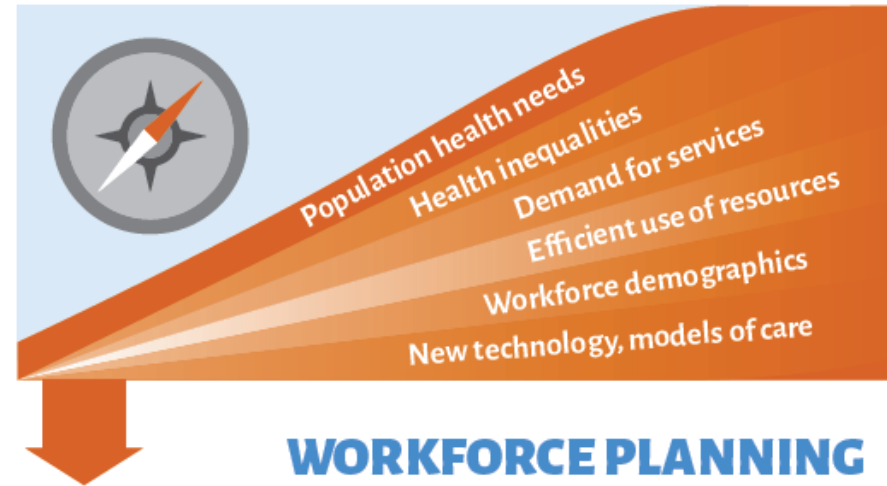 Population health needs
Health inequalities
Demand for services
Efficient use of resources
Workforce demographics
New technology, models of care
WORKFORCE PLANNING